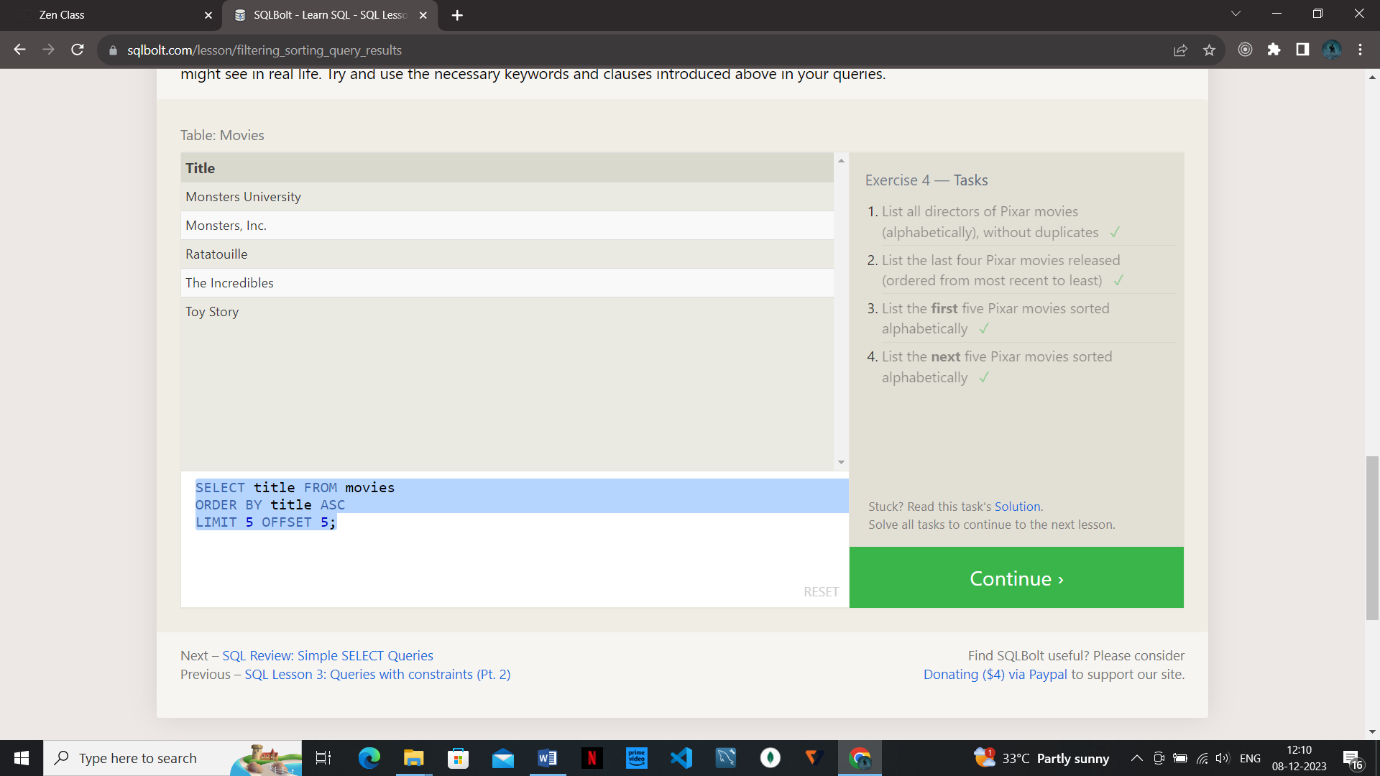 Zen Class
SQLBolt - Learn SQL - SQL Lesso
sqlbolt.com/lesson/filtering_sorting_query_results
might see in real life. Try and use the necessary keywords and clauses introduced above in your queries.
Table: Movies
Title
Monsters University
Monsters, Inc.
Ratatouille
The Incredibles
Toy Story
SELECT title FROM movies
ORDER BY title ASC
LIMIT 5 OFFSET 5;
RESET
Exercise 4 — Tasks
1. List all directors of Pixar movies
(alphabetically), without duplicates ✓
2. List the last four Pixar movies released
(ordered from most recent to least) ✓
3. List the first five Pixar movies sorted
alphabetically ✓
4. List the next five Pixar movies sorted
alphabetically ✓
Stuck? Read this task's Solution.
Solve all tasks to continue to the next lesson.
Continue ›
Next – SQL Review: Simple SELECT Queries
Previous – SQL Lesson 3: Queries with constraints (Pt. 2)
Find SQLBolt useful? Please consider
Donating ($4) via Paypal to support our site.
Type here to search
prime video
1
33°C Partly sunny
ENG
12:10
08-12-2023
16